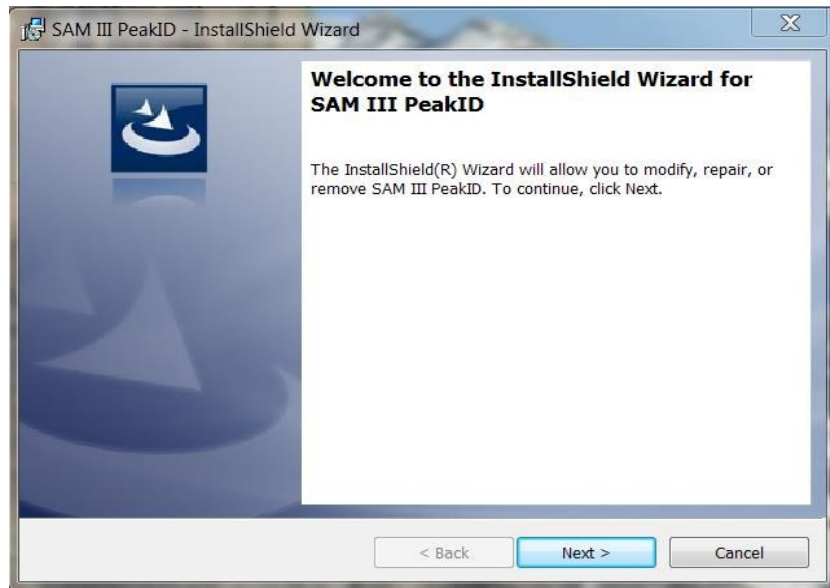 SAM III PeakID - InstallShield Wizard
Welcome to the InstallShield Wizard for
SAM III PeakID
The InstallShield(R) Wizard will allow you to modify, repair, or
remove SAM III PeakID. To continue, click Next.
< Back Next > Cancel